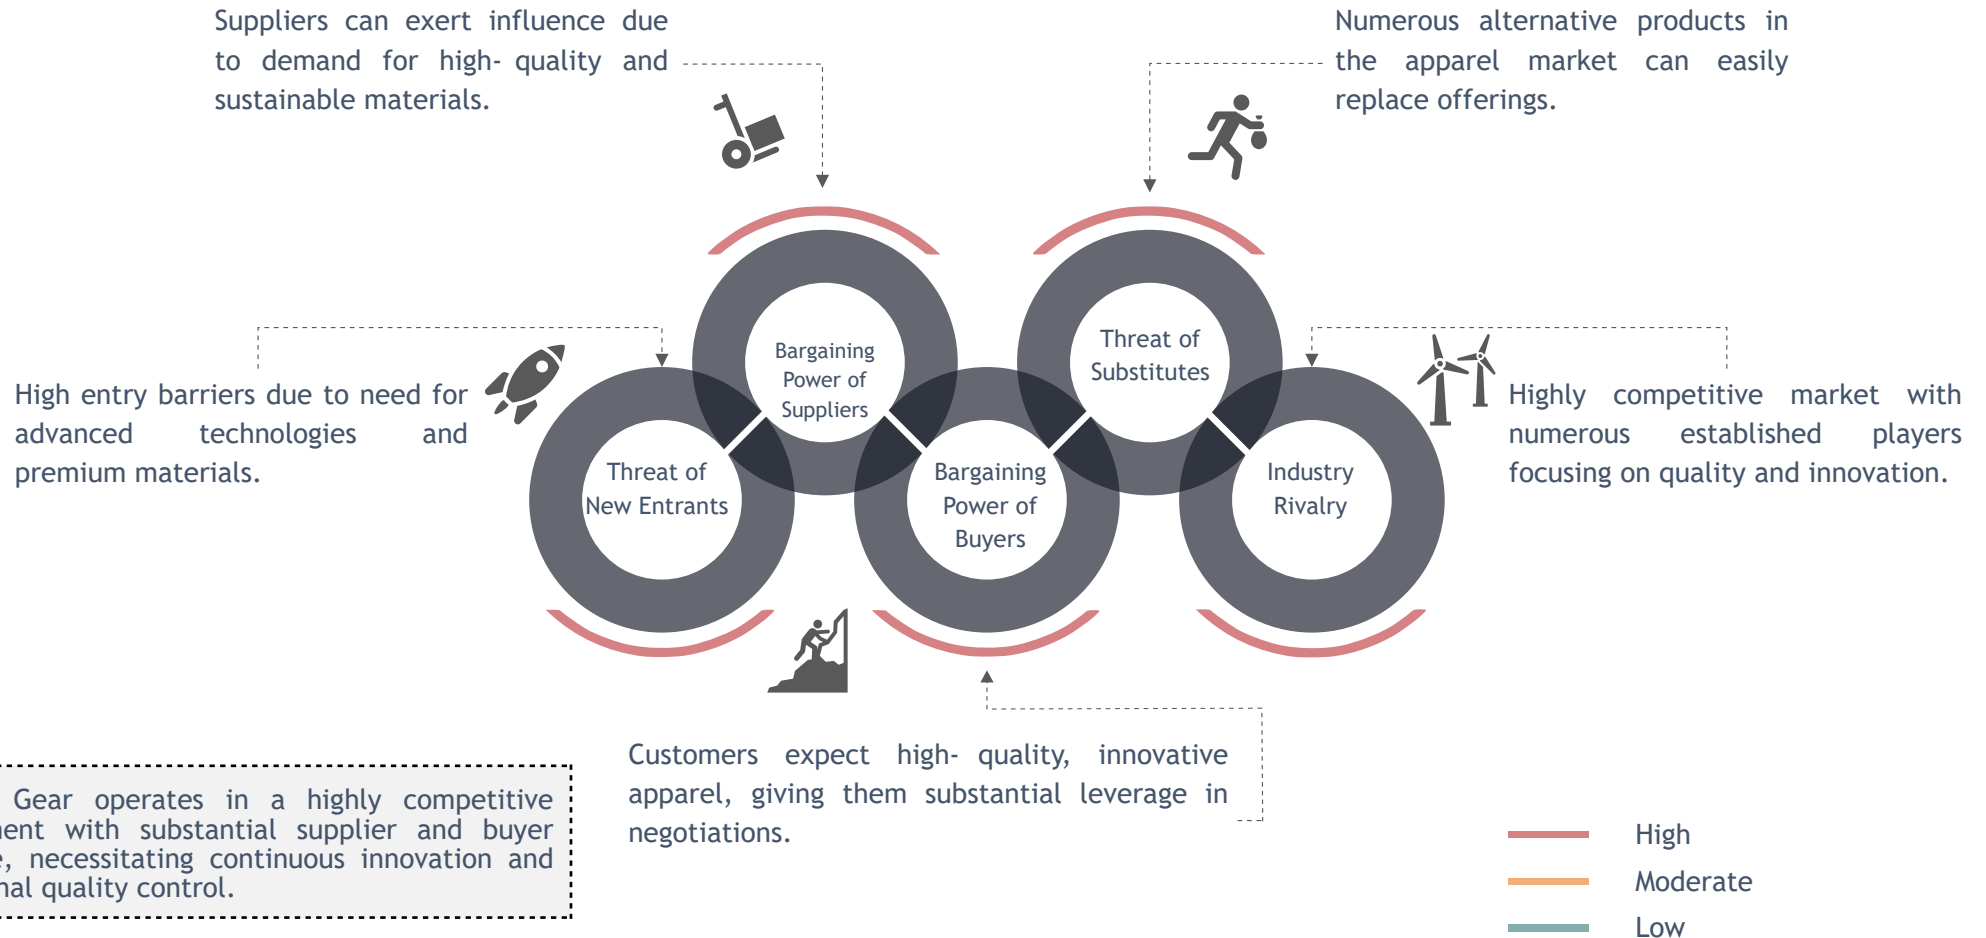 Suppliers can exert influence due
to demand for high- quality and
sustainable materials.
Numerous alternative products in
the apparel market can easily
replace offerings.
High entry barriers due to need for
advanced technologies and
premium materials.
Bargaining
Power of
Suppliers
Threat of
Substitutes
Highly competitive market with
numerous established players
focusing on quality and innovation.
Threat of
New Entrants
Bargaining
Power of
Buyers
Industry
Rivalry
Customers expect high- quality, innovative
apparel, giving them substantial leverage in
negotiations.
Gear operates in a highly competitive
with substantial supplier and buyer
necessitating continuous innovation and
quality control.
High
Moderate
Low